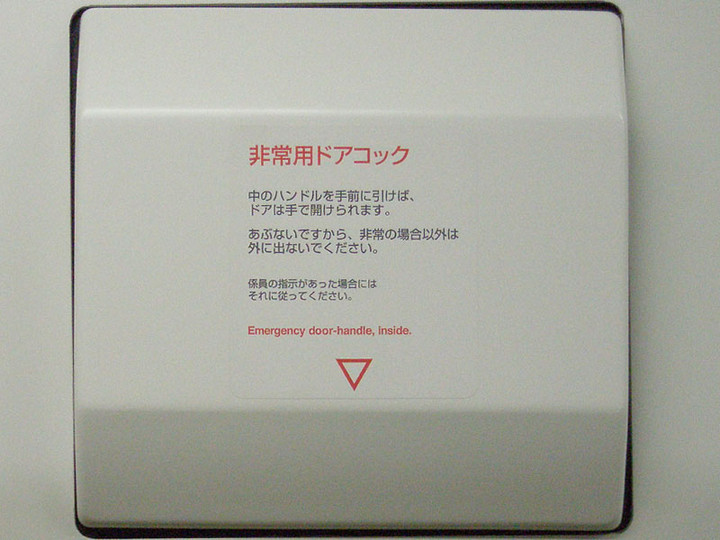 非常用ドアコック
中のハンドルを手前に引けば、
ドアは手で開けられます。
あぶないですから、非常の場合以外は
外に出ないでください。
係員の指示があった場合には
それに従ってください。
Emergency door-handle, inside.